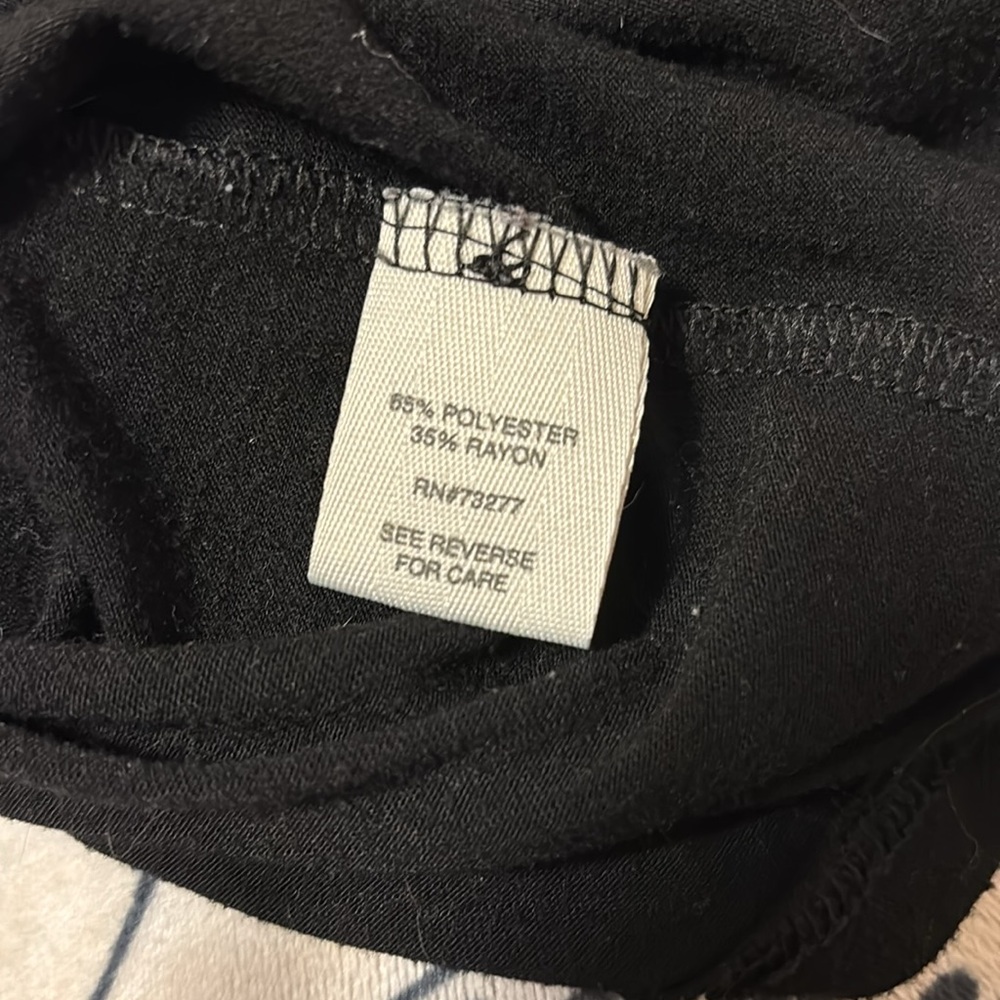 65% POLYESTER
35% RAYON
RN#73277
SEE REVERSE
FOR CARE